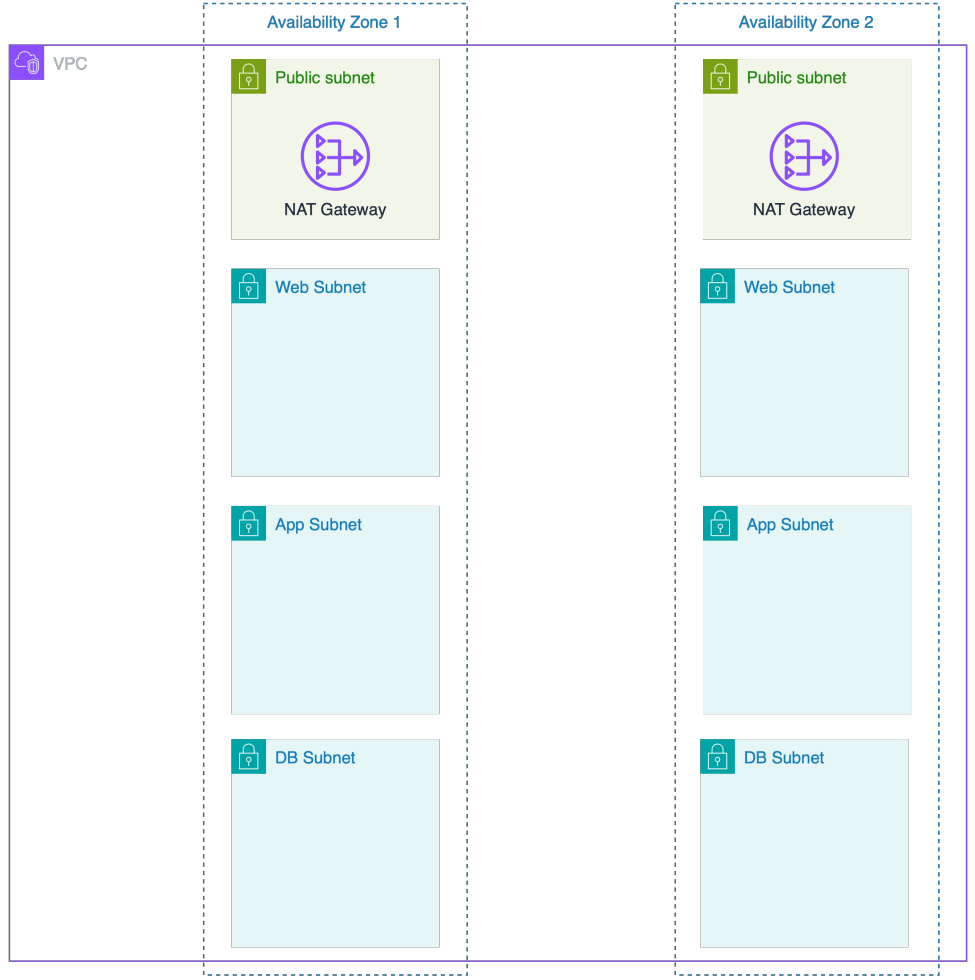 Availability Zone 1
Availability Zone 2
VPC
Public subnet
Public subnet
NAT Gateway
NAT Gateway
Web Subnet
Web Subnet
App Subnet
App Subnet
DB Subnet
DB Subnet